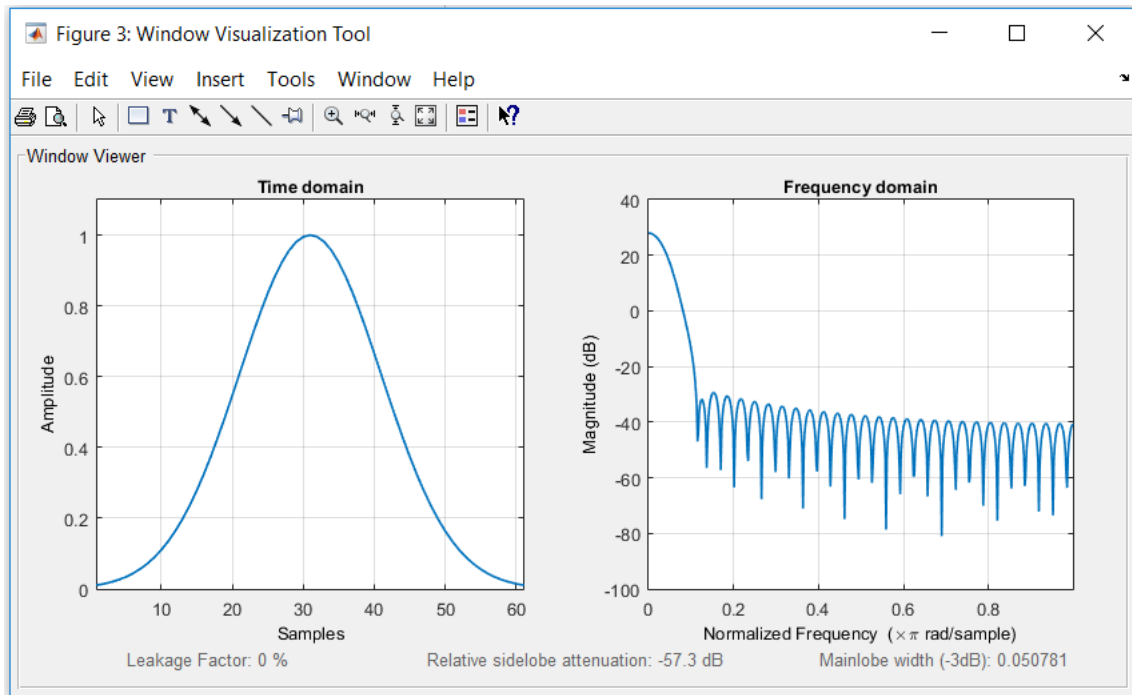 Figure 3: Window Visualization Tool
File Edit View Insert Tools Window Help
T
Window Viewer
Time domain
1
0.8
0.6
0.4
0.2
0
Amplitude
10 20 30 40 50 60
Samples
Frequency domain
40
20
0
-20
-40
-60
-80
-100
Magnitude (dB)
0 0.2 0.4 0.6 0.8
Normalized Frequency (×π rad/sample)
Leakage Factor: 0 % Relative sidelobe attenuation: -57.3 dB Mainlobe width (-3dB): 0.050781